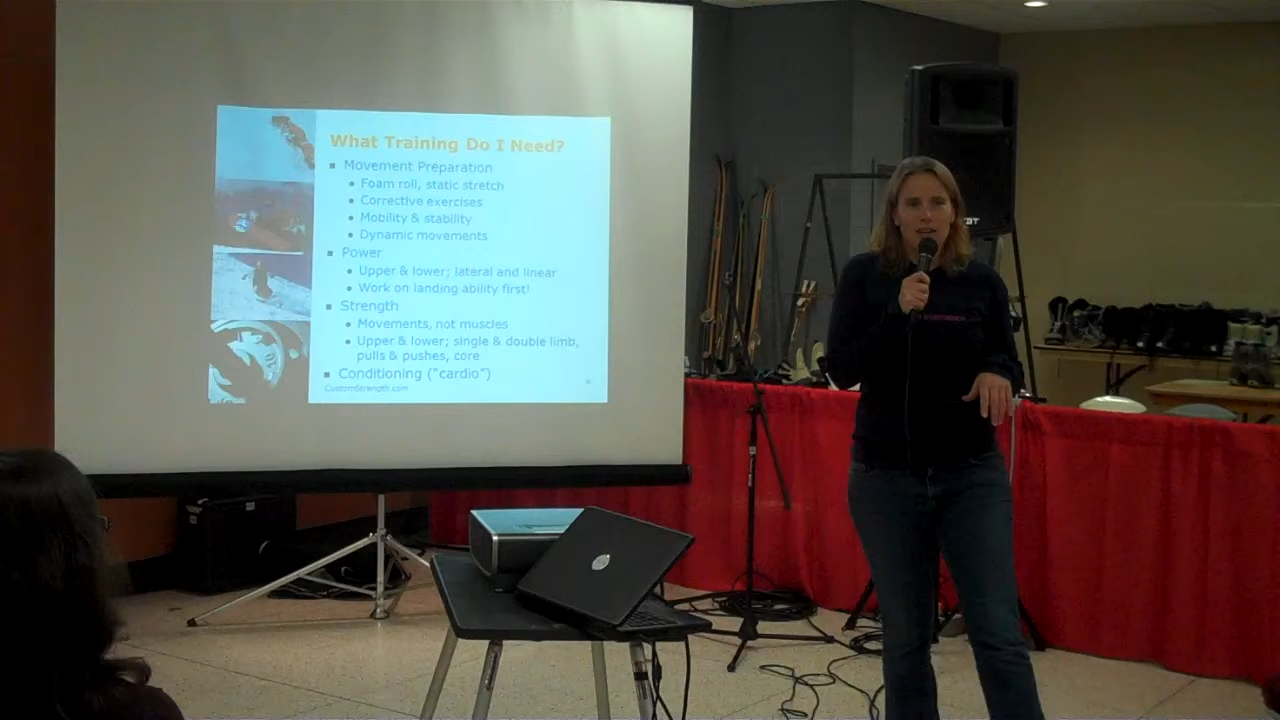 What Training Do I Need?
Movement Preparation
Foam roll, static stretch
Corrective exercises
Mobility & stability
Dynamic movements
Power
Upper & lower; lateral and linear
Work on landing ability first!
Strength
Movements, not muscles
Upper & lower; single & double limb,
pulls & pushes, core
Conditioning ("cardio")
CustomStrength.com